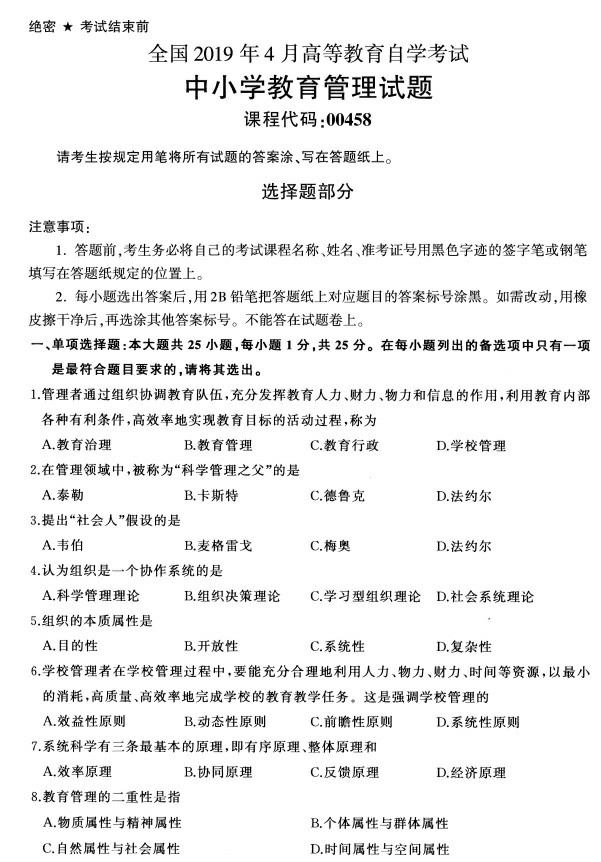 绝密 ★ 考试结束前
全国 2019 年 4 月高等教育自学考试
中小学教育管理试题
课程代码:00458
请考生按规定用笔将所有试题的答案涂、写在答题纸上。
选择题部分
注意事项:
1. 答题前,考生务必将自己的考试课程名称、姓名、准考证号用黑色字迹的签字笔或钢笔
填写在答题纸规定的位置上。
2. 每小题选出答案后,用 2B 铅笔把答题纸上对应题目的答案标号涂黑。如需改动,用橡
皮擦干净后,再选涂其他答案标号。不能答在试题卷上。
一、单项选择题:本大题共 25 小题,每小题 1 分,共 25 分。在每小题列出的备选项中只有一项
是最符合题目要求的,请将其选出。
1.管理者通过组织协调教育队伍,充分发挥教育人力、财力、物力和信息的作用,利用教育内部
各种有利条件,高效率地实现教育目标的活动过程,称为
A.教育治理 B.教育管理 C.教育行政 D.学校管理
2.在管理领域中,被称为“科学管理之父”的是
A.泰勒 B.卡斯特 C.德鲁克 D.法约尔
3.提出“社会人”假设的是
A.韦伯 B.麦格雷戈 C.梅奥 D.法约尔
4.认为组织是一个协作系统的是
A.科学管理理论 B.组织决策理论 C.学习型组织理论 D.社会系统理论
5.组织的本质属性是
A.目的性 B.开放性 C.系统性 D.复杂性
6.学校管理者在学校管理过程中,要能充分合理地利用人力、物力、财力、时间等资源,以最小
的消耗,高质量、高效率地完成学校的教育教学任务。这是强调学校管理的
A.效益性原则 B.动态性原则 C.前瞻性原则 D.系统性原则
7.系统科学有三条最基本的原理,即有序原理、整体原理和
A.效率原理 B.协同原理 C.反馈原理 D.经济原理
8.教育管理的二重性是指
A.物质属性与精神属性 B.个体属性与群体属性
C.自然属性与社会属性 D.时间属性与空间属性